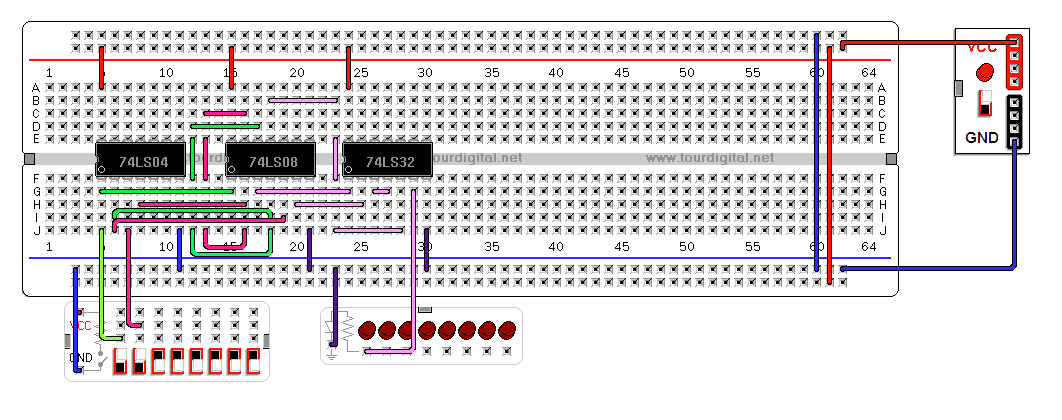 VCC
1 5 10 15 20 25 30 35 40 45 50 55 60 64
A
B
C
D
E
GND
74LS04 tourdigital.net 74LS08 tourdigital.net 74LS32 www.tourdigital.net
F
G
H
I
J
1 5 10 15 20 25 30 35 40 45 50 55 60 64
VCC
GND